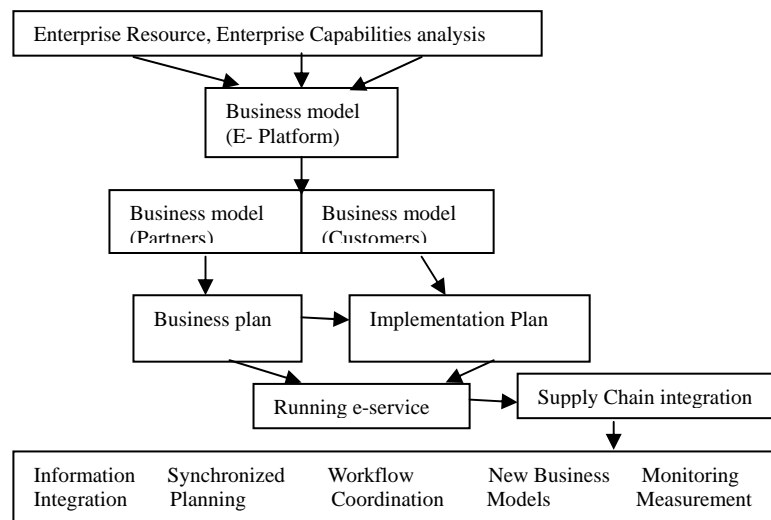 Enterprise Resource, Enterprise Capabilities analysis
Business model
(E- Platform)
Business model
(Partners)
Business model
(Customers)
Business plan
Implementation Plan
Running e-service
Supply Chain integration
Information Integration
Synchronized Planning
Workflow Coordination
New Business Models
Monitoring Measurement